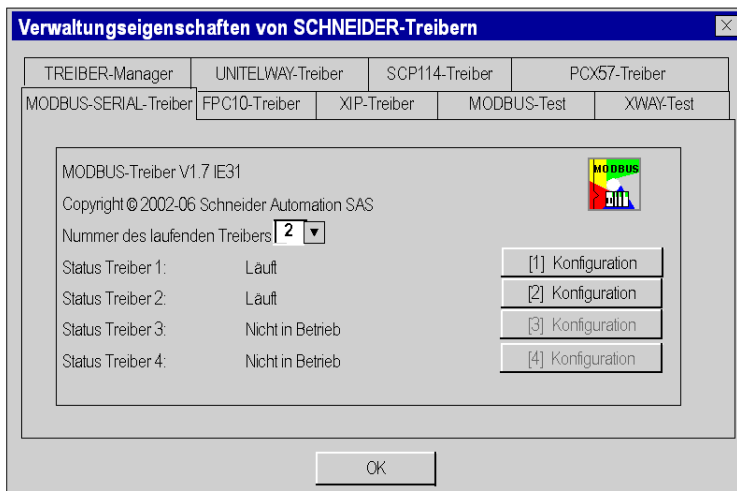 Verwaltungseigenschaften von SCHNEIDER-Treibern
TREIBER-Manager UNITELWAY-Treiber SCP114-Treiber PCX57-Treiber
MODBUS-SERIAL-Treiber FPC10-Treiber XIP-Treiber MODBUS-Test XWAY-Test
MODBUS-Treiber V1.7 IE31
MODBUS
Copyright © 2002-06 Schneider Automation SAS
Nummer des laufenden Treibers 2
Status Treiber 1: Läuft [1] Konfiguration
Status Treiber 2: Läuft [2] Konfiguration
Status Treiber 3: Nicht in Betrieb [3] Konfiguration
Status Treiber 4: Nicht in Betrieb [4] Konfiguration
OK